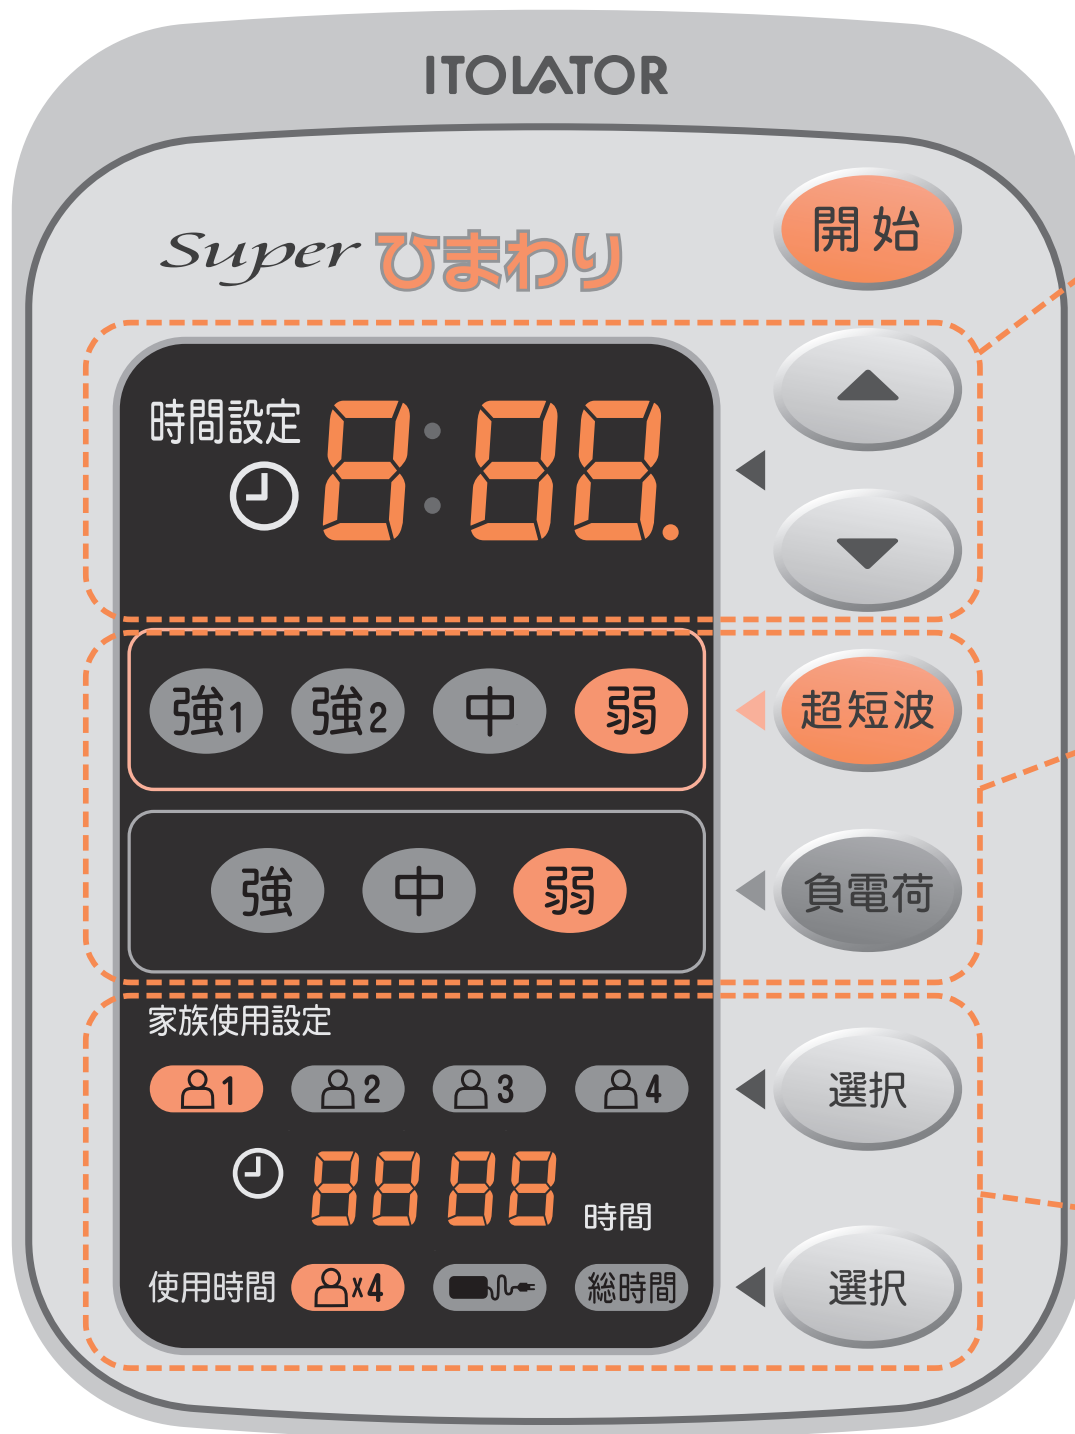 ITOLATOR
開始
Super ひまわり
時間設定 8:88.
強1 強2 中 弱 超短波
強 中 弱 負電荷
家族使用設定
1 2 3 4 選択
88 88 時間
使用時間 x4 総時間 選択